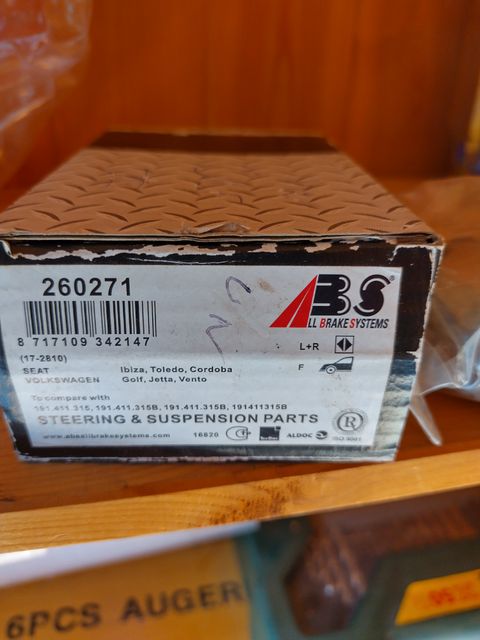 260271
8 717109 342147
(17-2810)
SEAT Ibiza, Toledo, Cordoba
VOLKSWAGEN Golf, Jetta, Vento
To compare with
191.411.315, 191.411.315B, 191.411.315B, 191411315B
STEERING & SUSPENSION PARTS
www.absallbrakesystems.com 16820
ALDOC
ISO 9001
R
ABS
ALL BRAKE SYSTEMS
L+R
F
6PCS AUGER